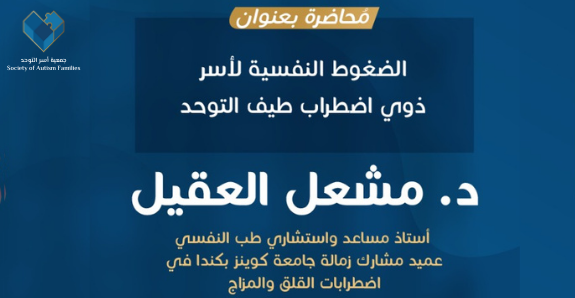 مُحاضرة بعنوان
جمعية أسر التوحد
Society of Autism Families
الضغوط النفسية لأسر
ذوي اضطراب طيف التوحد
د. مشعل العقيل
أستاذ مساعد واستشاري طب النفسي
عميد مشارك زمالة جامعة كوينز بكندا في
اضطرابات القلق والمزاج